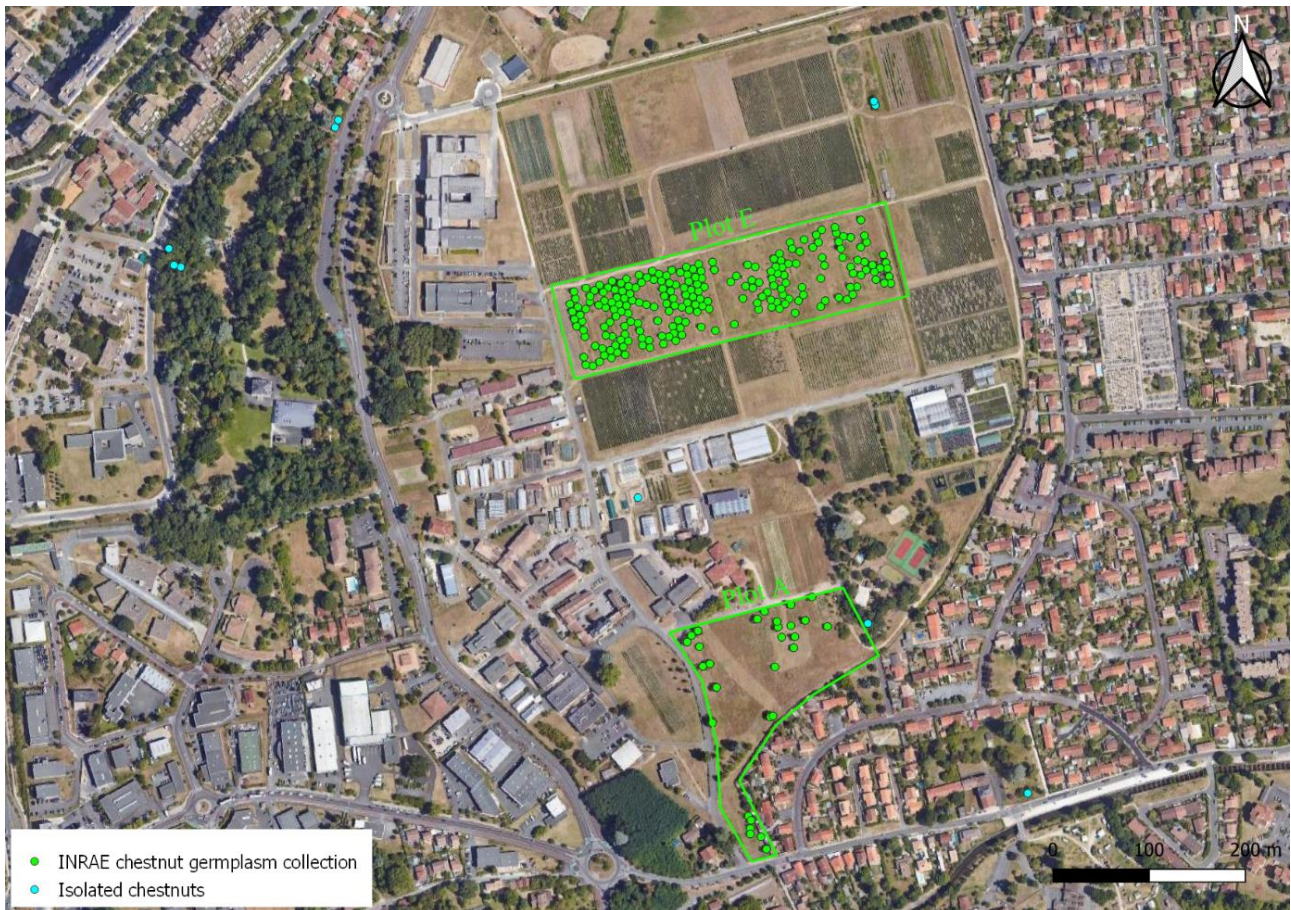 N
Plot E
Plot A
INRAE chestnut germplasm collection
Isolated chestnuts
0 100 200 m